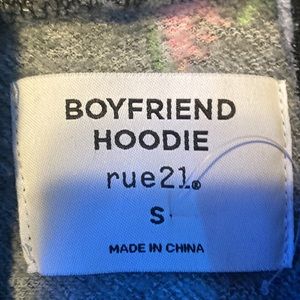 BOYFRIEND
HOODIE
rue21®
S
MADE IN CHINA